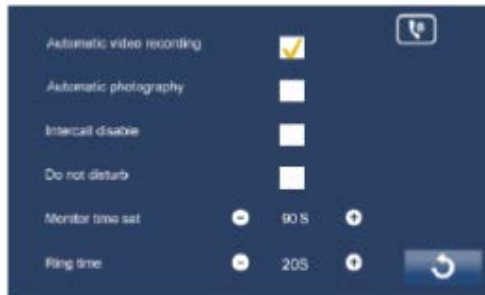 Automatic video recording
Automatic photography
Intercall disable
Do not disturb
Monitor time set 90 S
Ring time 20S